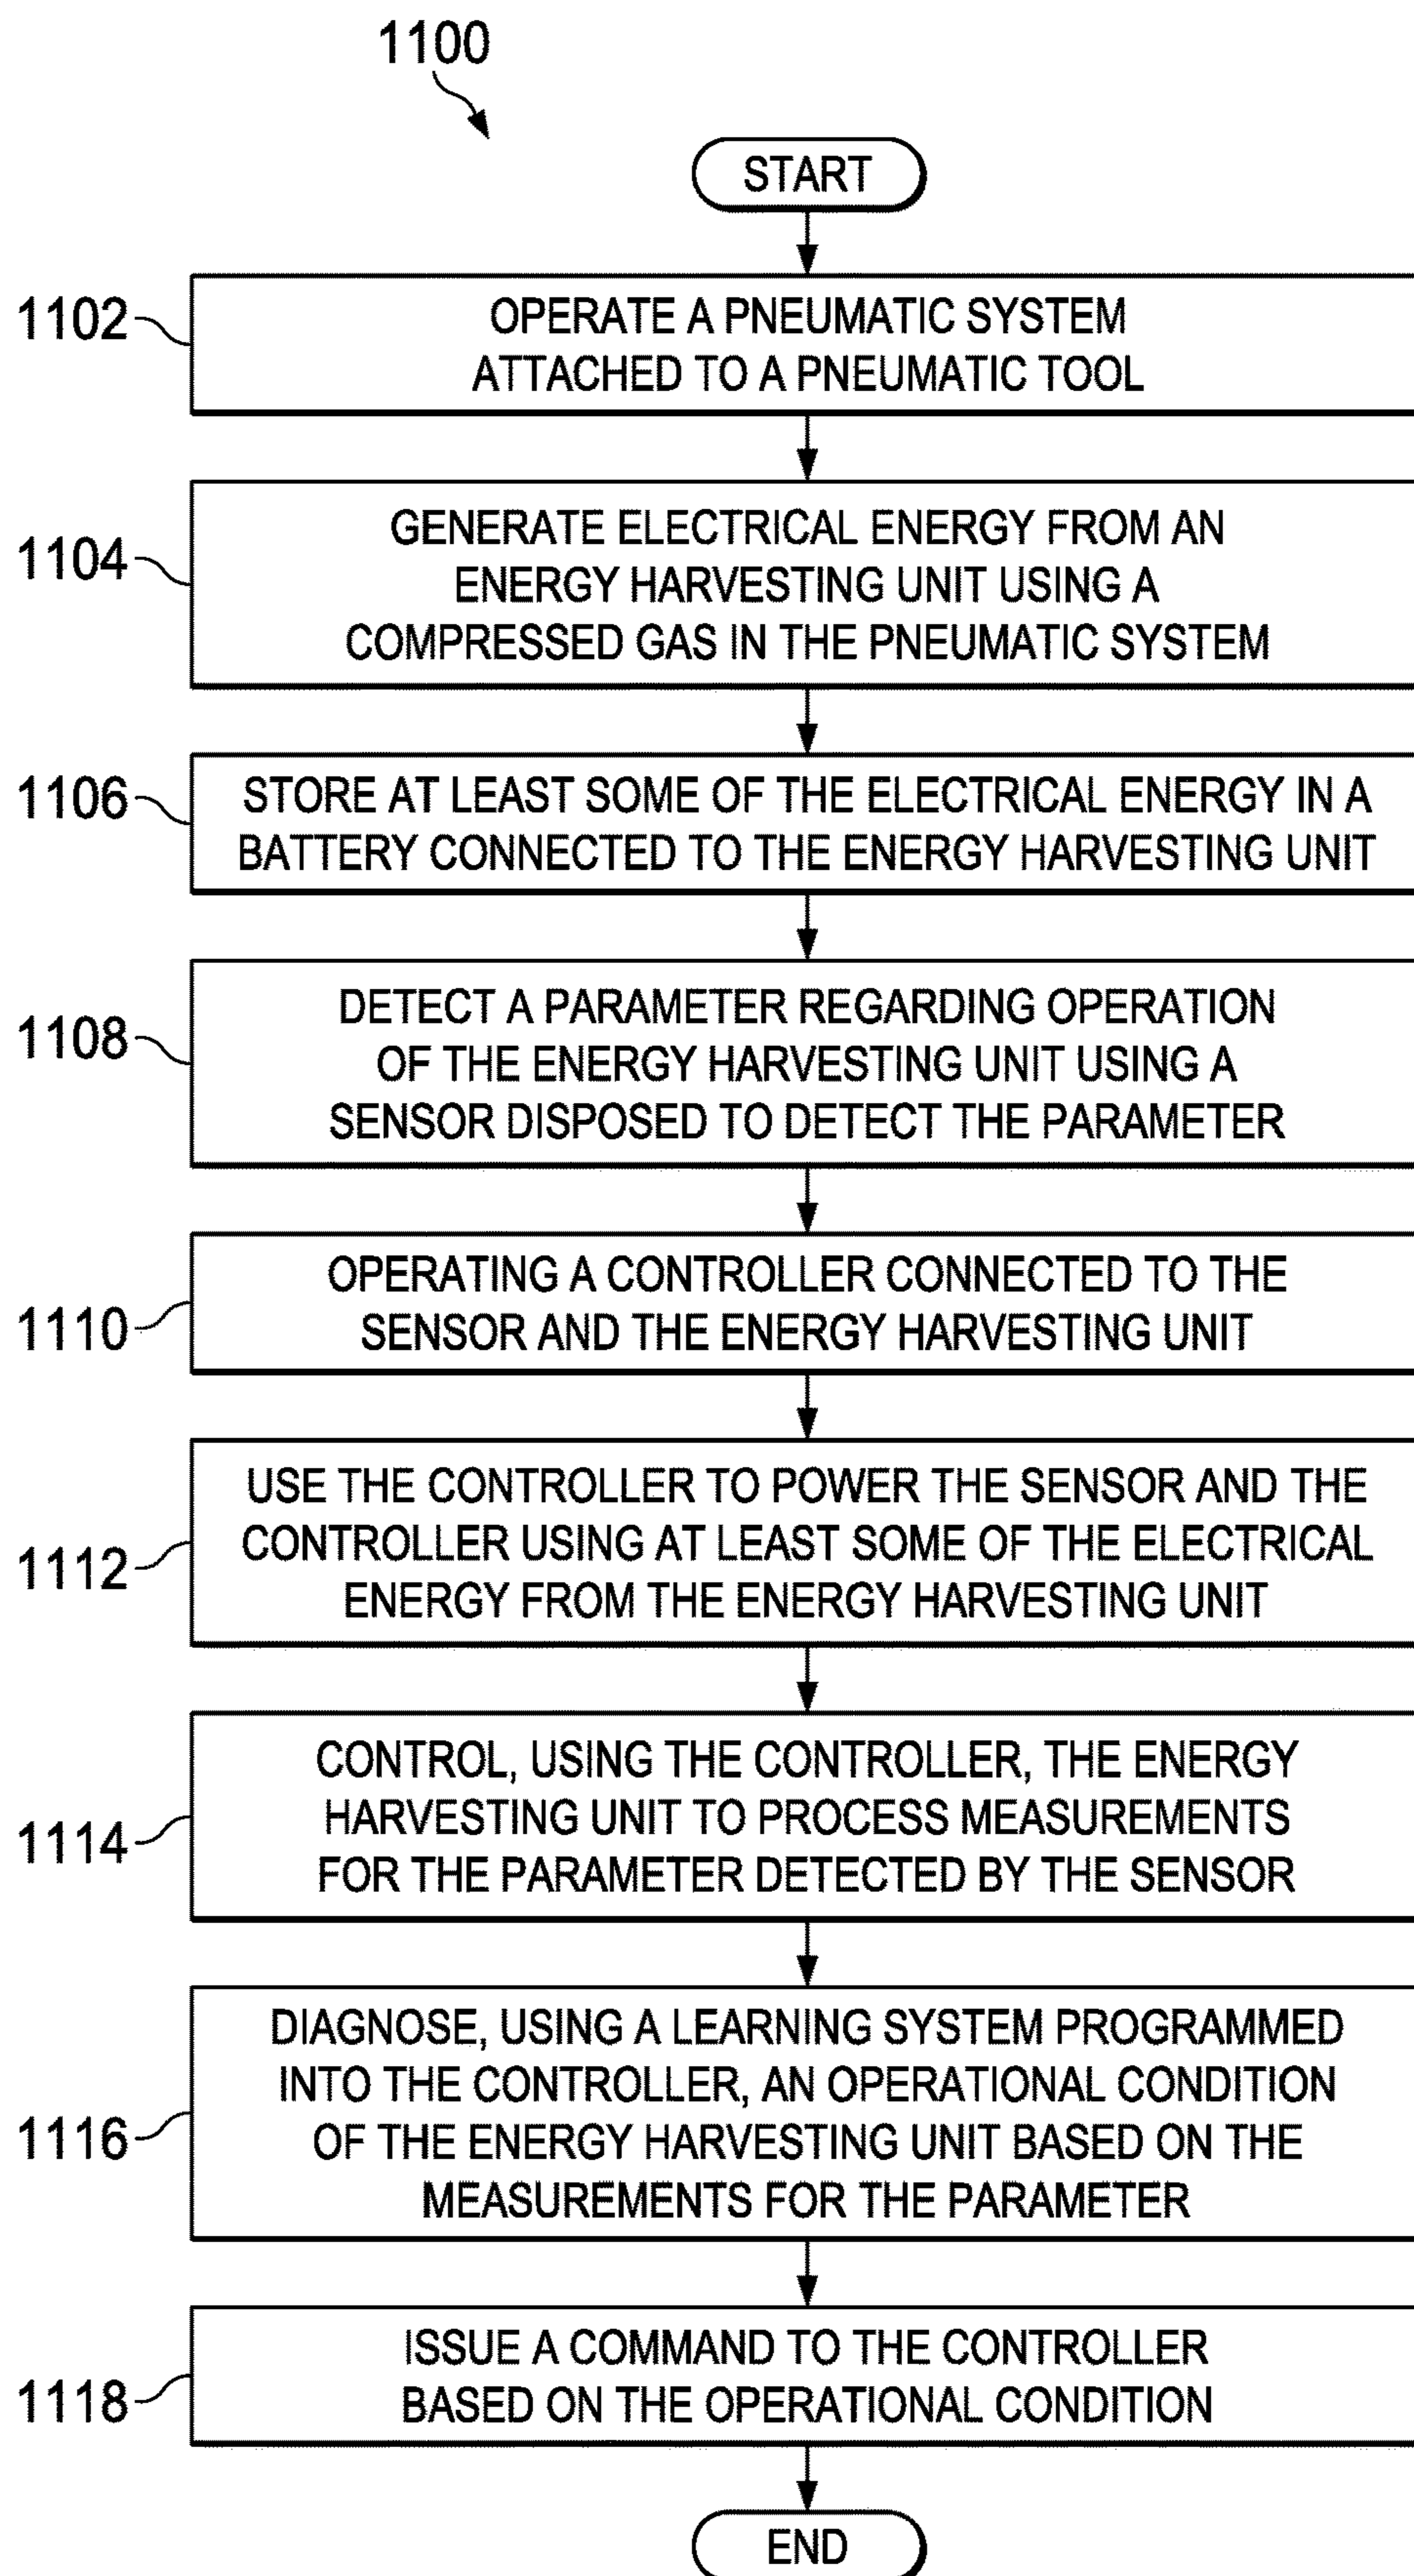 1100
START
1102
OPERATE A PNEUMATIC SYSTEM
ATTACHED TO A PNEUMATIC TOOL
1104
GENERATE ELECTRICAL ENERGY FROM AN
ENERGY HARVESTING UNIT USING A
COMPRESSED GAS IN THE PNEUMATIC SYSTEM
1106
STORE AT LEAST SOME OF THE ELECTRICAL ENERGY IN A
BATTERY CONNECTED TO THE ENERGY HARVESTING UNIT
1108
DETECT A PARAMETER REGARDING OPERATION
OF THE ENERGY HARVESTING UNIT USING A
SENSOR DISPOSED TO DETECT THE PARAMETER
1110
OPERATING A CONTROLLER CONNECTED TO THE
SENSOR AND THE ENERGY HARVESTING UNIT
1112
USE THE CONTROLLER TO POWER THE SENSOR AND THE
CONTROLLER USING AT LEAST SOME OF THE ELECTRICAL
ENERGY FROM THE ENERGY HARVESTING UNIT
1114
CONTROL, USING THE CONTROLLER, THE ENERGY
HARVESTING UNIT TO PROCESS MEASUREMENTS
FOR THE PARAMETER DETECTED BY THE SENSOR
1116
DIAGNOSE, USING A LEARNING SYSTEM PROGRAMMED
INTO THE CONTROLLER, AN OPERATIONAL CONDITION
OF THE ENERGY HARVESTING UNIT BASED ON THE
MEASUREMENTS FOR THE PARAMETER
1118
ISSUE A COMMAND TO THE CONTROLLER
BASED ON THE OPERATIONAL CONDITION
END